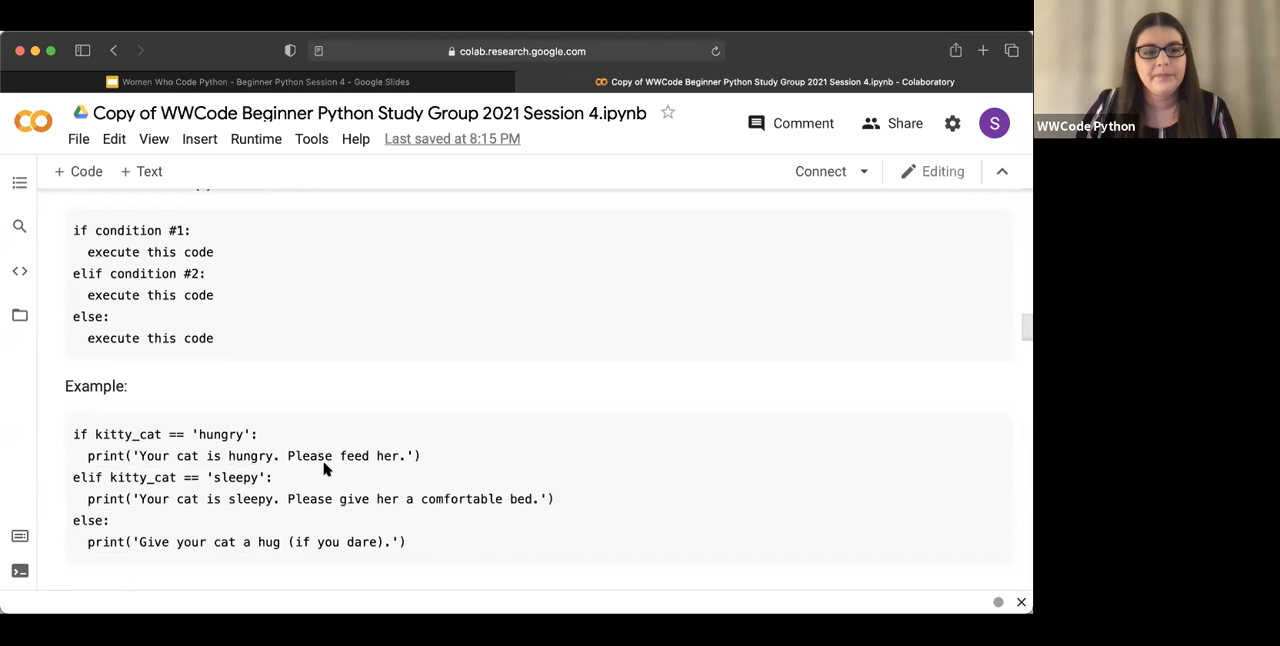 colab.research.google.com
Women Who Code Python - Beginner Python Session 4 - Google Slides
Copy of WWCode Beginner Python Study Group 2021 Session 4.ipynb - Colaboratory
Copy of WWCode Beginner Python Study Group 2021 Session 4.ipynb
Comment
Share
S
File Edit View Insert Runtime Tools Help Last saved at 8:15 PM
+ Code + Text
Connect
Editing
if condition #1:
execute this code
elif condition #2:
execute this code
else:
execute this code
Example:
if kitty_cat == 'hungry':
print('Your cat is hungry. Please feed her.')
elif kitty_cat == 'sleepy':
print('Your cat is sleepy. Please give her a comfortable bed.')
else:
print('Give your cat a hug (if you dare).')
WWCode Python